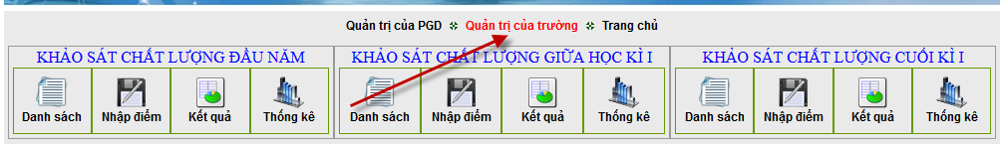 Quản trị của PGD Quản trị của trường Trang chủ
KHẢO SÁT CHẤT LƯỢNG ĐẦU NĂM
Danh sách Nhập điểm Kết quả Thống kê
KHẢO SÁT CHẤT LƯỢNG GIỮA HỌC KÌ I
Danh sách Nhập điểm Kết quả Thống kê
KHẢO SÁT CHẤT LƯỢNG CUỐI KÌ I
Danh sách Nhập điểm Kết quả Thống kê